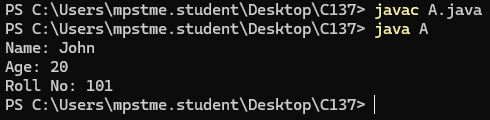 PS C:\Users\mpstme.student\Desktop\C137> javac A.java
PS C:\Users\mpstme.student\Desktop\C137> java A
Name: John
Age: 20
Roll No: 101
PS C:\Users\mpstme.student\Desktop\C137>